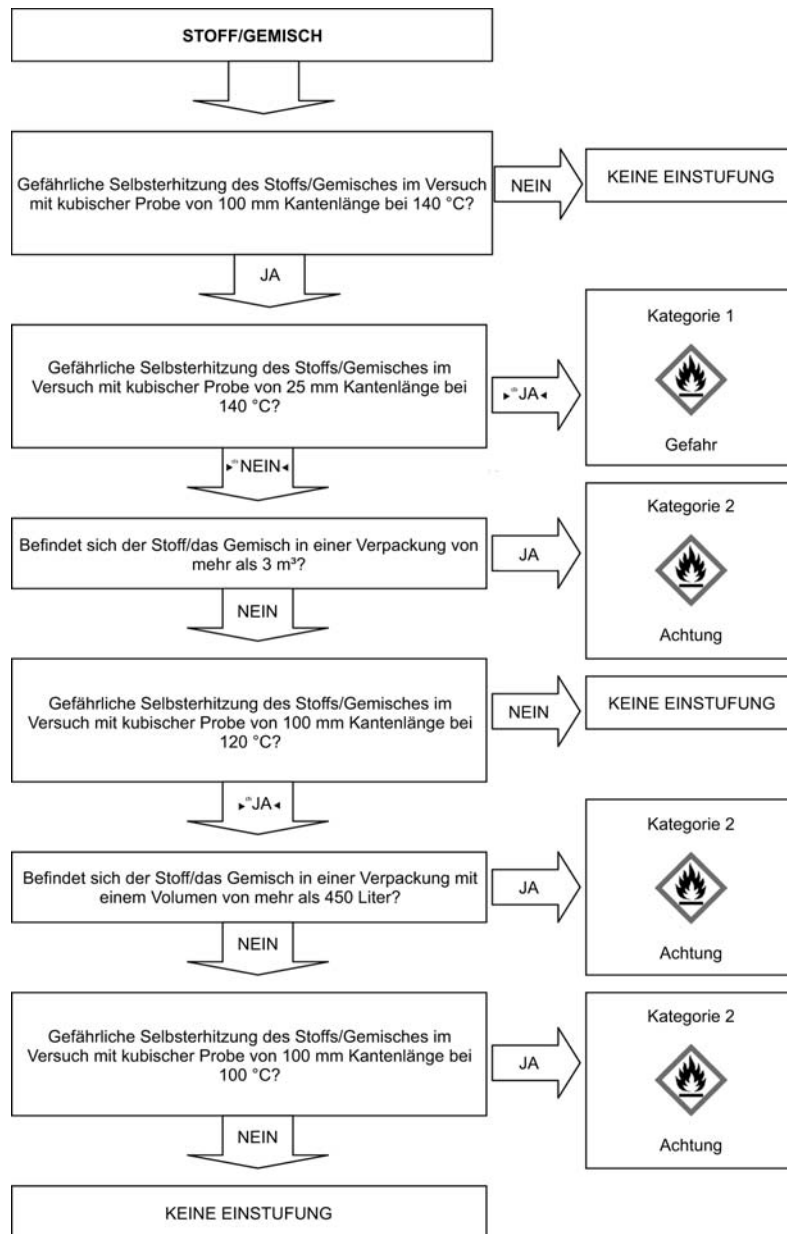 STOFF/GEMISCH
Gefährliche Selbsterhitzung des Stoffs/Gemisches im Versuch
mit kubischer Probe von 100 mm Kantenlänge bei 140 °C?
NEIN
KEINE EINSTUFUNG
JA
Gefährliche Selbsterhitzung des Stoffs/Gemisches im
Versuch mit kubischer Probe von 25 mm Kantenlänge bei
140 °C?
►JA◄
Kategorie 1
Gefahr
►NEIN◄
Befindet sich der Stoff/das Gemisch in einer Verpackung von
mehr als 3 m³?
JA
Kategorie 2
Achtung
NEIN
Gefährliche Selbsterhitzung des Stoffs/Gemisches im
Versuch mit kubischer Probe von 100 mm Kantenlänge bei
120 °C?
NEIN
KEINE EINSTUFUNG
►JA◄
Befindet sich der Stoff/das Gemisch in einer Verpackung mit
einem Volumen von mehr als 450 Liter?
JA
Kategorie 2
Achtung
NEIN
Gefährliche Selbsterhitzung des Stoffs/Gemisches im
Versuch mit kubischer Probe von 100 mm Kantenlänge bei
100 °C?
JA
Kategorie 2
Achtung
NEIN
KEINE EINSTUFUNG